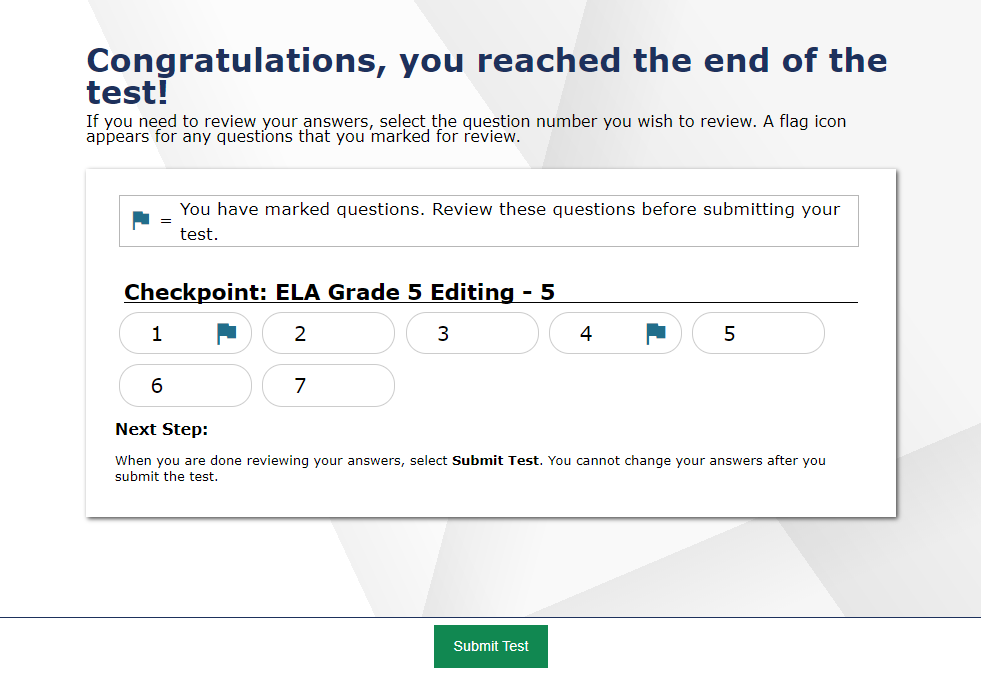 Congratulations, you reached the end of the
test!
If you need to review your answers, select the question number you wish to review. A flag icon
appears for any questions that you marked for review.
= You have marked questions. Review these questions before submitting your
test.
Checkpoint: ELA Grade 5 Editing - 5
1 2 3 4 5
6 7
Next Step:
When you are done reviewing your answers, select Submit Test. You cannot change your answers after you
submit the test.
Submit Test